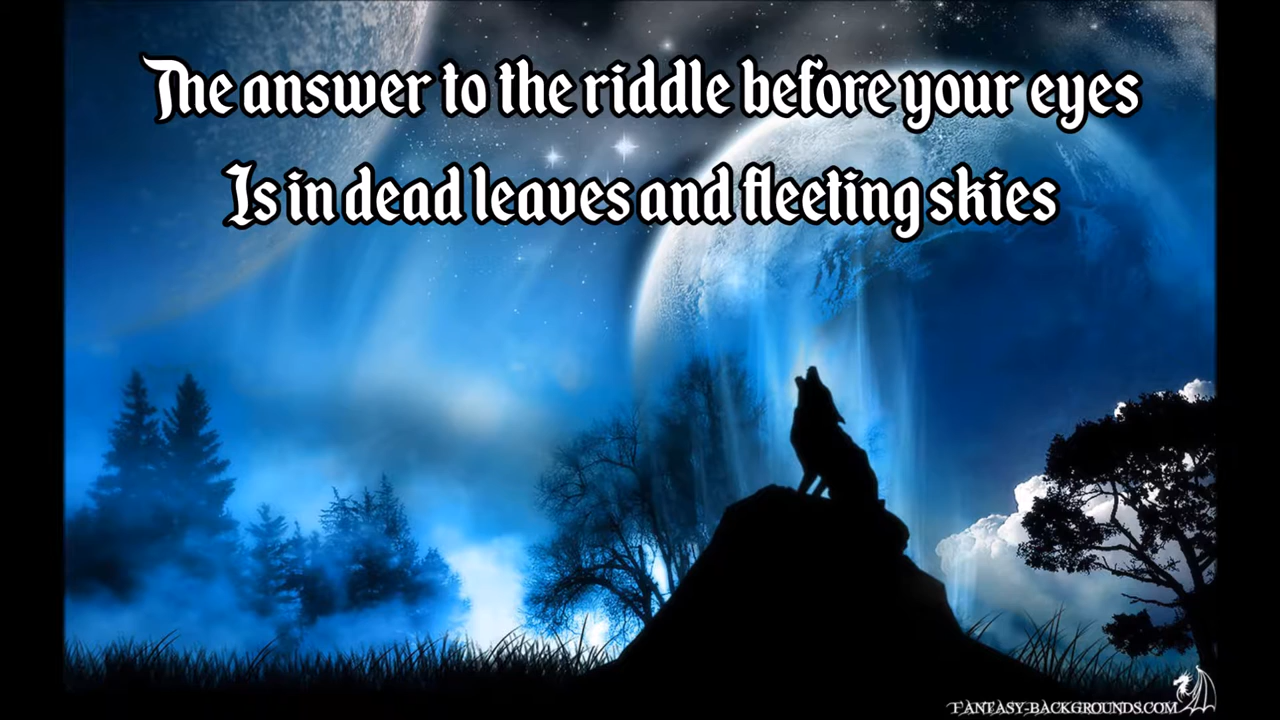 The answer to the riddle before your eyes
Is in dead leaves and fleeting skies
FANTASY-BACKGROUNDS.COM